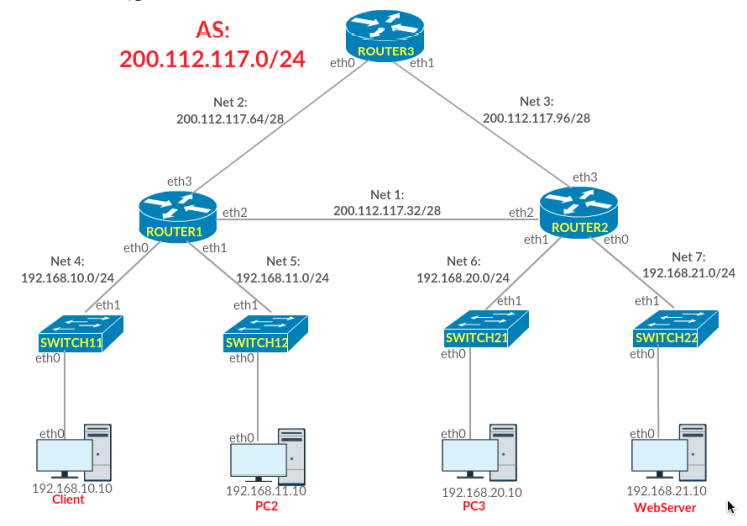 AS:
200.112.117.0/24
ROUTER3
eth0
eth1
Net 2:
200.112.117.64/28
Net 3:
200.112.117.96/28
eth3
eth3
Net 1:
200.112.117.32/28
ROUTER1
eth2
eth2
ROUTER2
eth0
eth1
eth1
eth0
Net 4:
192.168.10.0/24
Net 5:
192.168.11.0/24
Net 6:
192.168.20.0/24
Net 7:
192.168.21.0/24
eth1
eth1
eth1
eth1
SWITCH11
SWITCH12
SWITCH21
SWITCH22
eth0
eth0
eth0
eth0
eth0
eth0
eth0
eth0
192.168.10.10
Client
192.168.11.10
PC2
192.168.20.10
PC3
192.168.21.10
WebServer